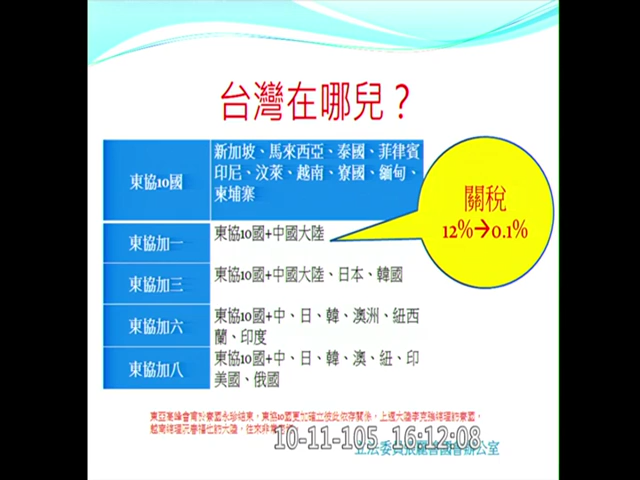 台灣在哪兒？
東協10國
新加坡、馬來西亞、泰國、菲律賓
印尼、汶萊、越南、寮國、緬甸、
柬埔寨
關稅
12%→0.1%
東協加一
東協10國+中國大陸
東協加三
東協10國+中國大陸、日本、韓國
東協加六
東協10國+中、日、韓、澳洲、紐西
蘭、印度
東協加八
東協10國+中、日、韓、澳、紐、印
美國、俄國
10-11-105 16:12:08